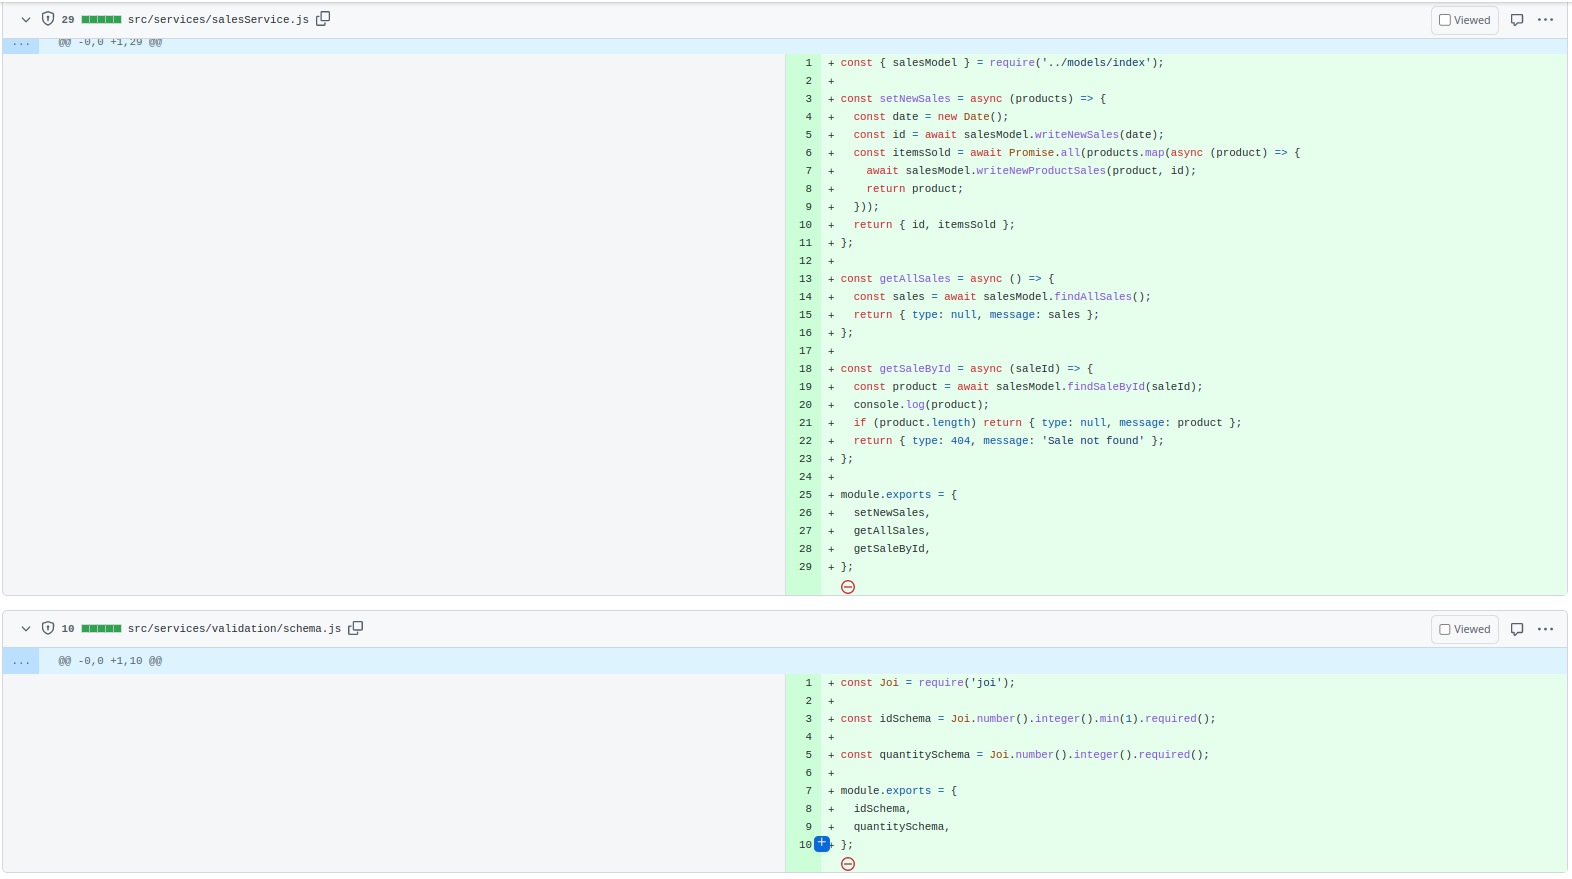 29 src/services/salesService.js Viewed
... @@ -0,0 +1,29 @@
1 + const { salesModel } = require('../models/index');
2 +
3 + const setNewSales = async (products) => {
4 + const date = new Date();
5 + const id = await salesModel.writeNewSales(date);
6 + const itemsSold = await Promise.all(products.map(async (product) => {
7 + await salesModel.writeNewProductSales(product, id);
8 + return product;
9 + }));
10 + return { id, itemsSold };
11 + };
12 +
13 + const getAllSales = async () => {
14 + const sales = await salesModel.findAllSales();
15 + return { type: null, message: sales };
16 + };
17 +
18 + const getSaleById = async (saleId) => {
19 + const product = await salesModel.findSaleById(saleId);
20 + console.log(product);
21 + if (product.length) return { type: null, message: product };
22 + return { type: 404, message: 'Sale not found' };
23 + };
24 +
25 + module.exports = {
26 + setNewSales,
27 + getAllSales,
28 + getSaleById,
29 + };
10 src/services/validation/schema.js Viewed
... @@ -0,0 +1,10 @@
1 + const Joi = require('joi');
2 +
3 + const idSchema = Joi.number().integer().min(1).required();
4 +
5 + const quantitySchema = Joi.number().integer().required();
6 +
7 + module.exports = {
8 + idSchema,
9 + quantitySchema,
10 + };